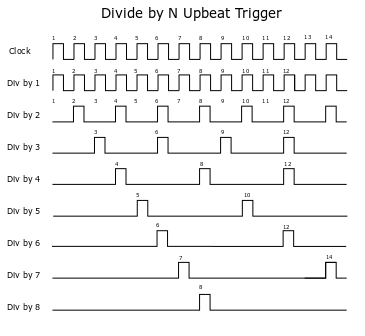 Divide by N Upbeat Trigger
1 2 3 4 5 6 7 8 9 10 11 12 13 14
Clock
1 2 3 4 5 6 7 8 9 10 11 12
Div by 1
1 2 3 4 5 6 7 8 9 10 11 12
Div by 2
3 6 9 12
Div by 3
4 8 12
Div by 4
5 10
Div by 5
6 12
Div by 6
7 14
Div by 7
8
Div by 8